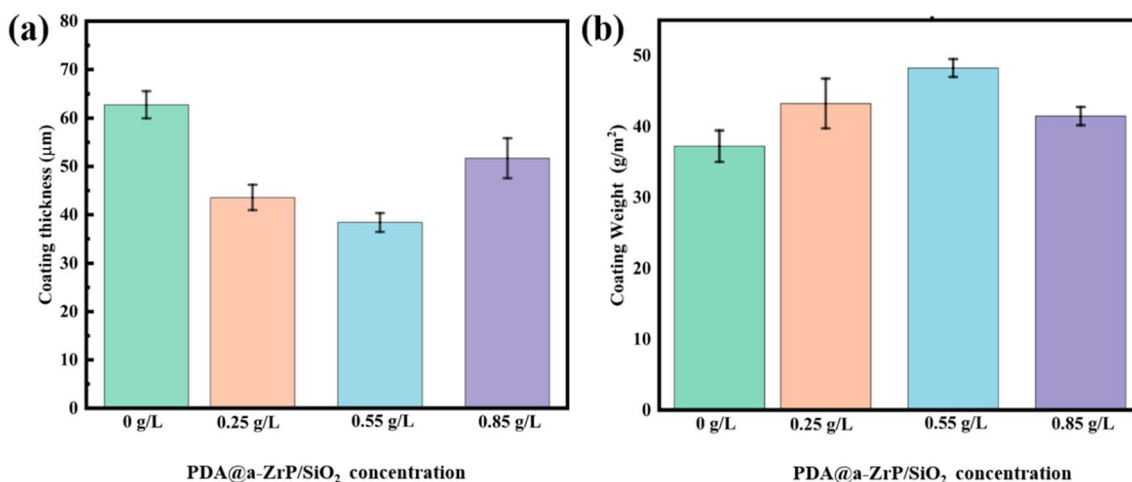 (a)
80
70
60
50
40
30
20
10
0
Coating thickness (μm)
0 g/L 0.25 g/L 0.55 g/L 0.85 g/L
PDA@a-ZrP/SiO₂ concentration
(b)
50
40
30
20
10
0
Coating Weight (g/m²)
0 g/L 0.25 g/L 0.55 g/L 0.85 g/L
PDA@a-ZrP/SiO₂ concentration